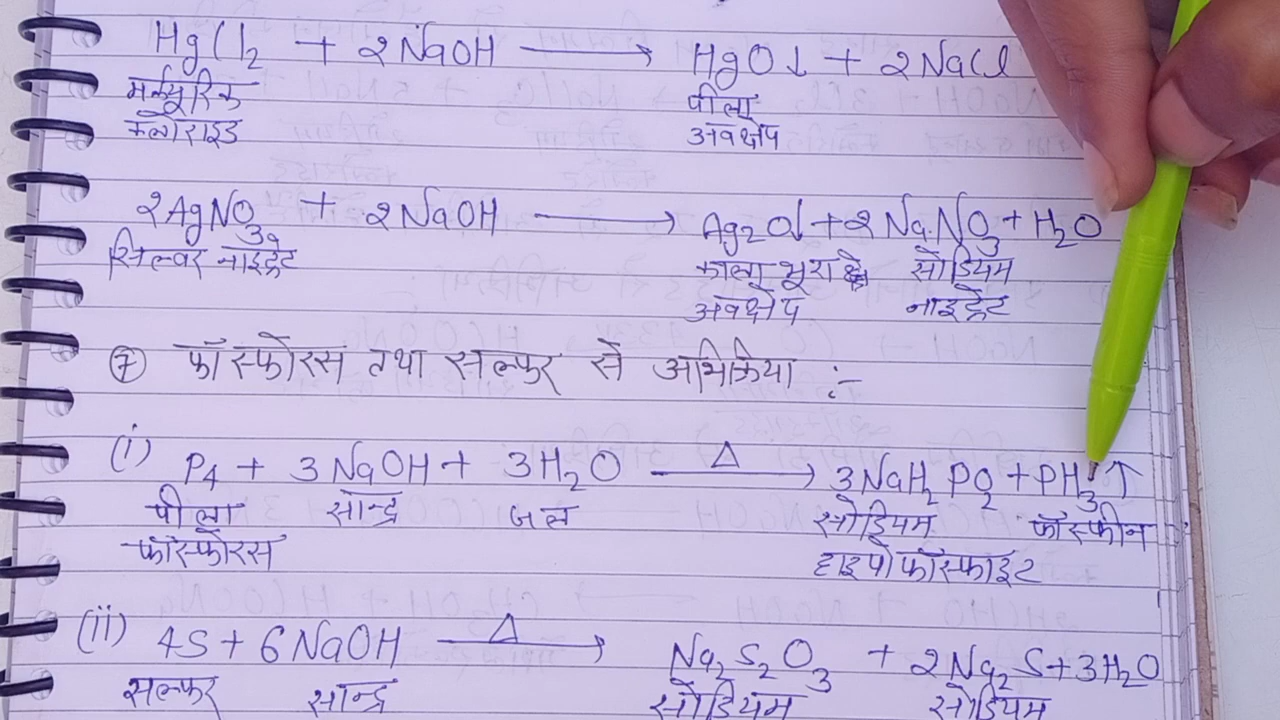 HgCl₂ + 2NaOH ⟶ HgO↓ + 2NaCl
मर्क्यूरिक पीला
क्लोराइड अवक्षेप
2AgNO₃ + 2NaOH ⟶ Ag₂O↓ + 2NaNO₃ + H₂O
सिल्वर नाइट्रेट काला भूरा सोडियम
अवक्षेप नाइट्रेट
⑦ फॉस्फोरस तथा सल्फर से अभिक्रिया :-
(i) P₄ + 3NaOH + 3H₂O —Δ⟶ 3NaH₂PO₂ + PH₃↑
पीला सान्द्र जल सोडियम फॉस्फीन
फॉस्फोरस हाइपोफॉस्फाइट
(ii) 4S + 6NaOH —Δ⟶ Na₂S₂O₃ + 2Na₂S + 3H₂O
सल्फर सान्द्र सोडियम सोडियम